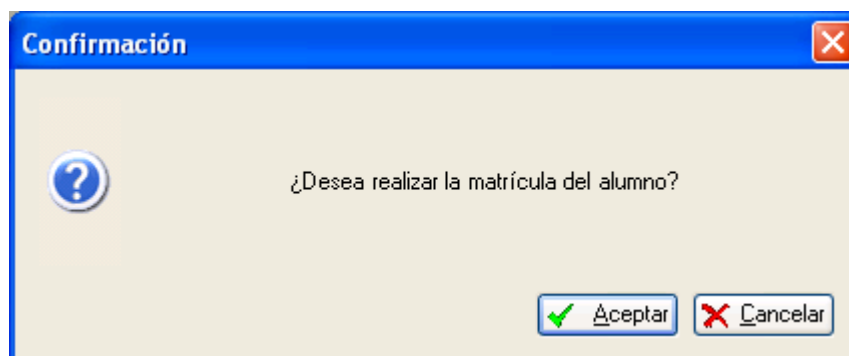 Confirmación
¿Desea realizar la matrícula del alumno?
Aceptar
Cancelar